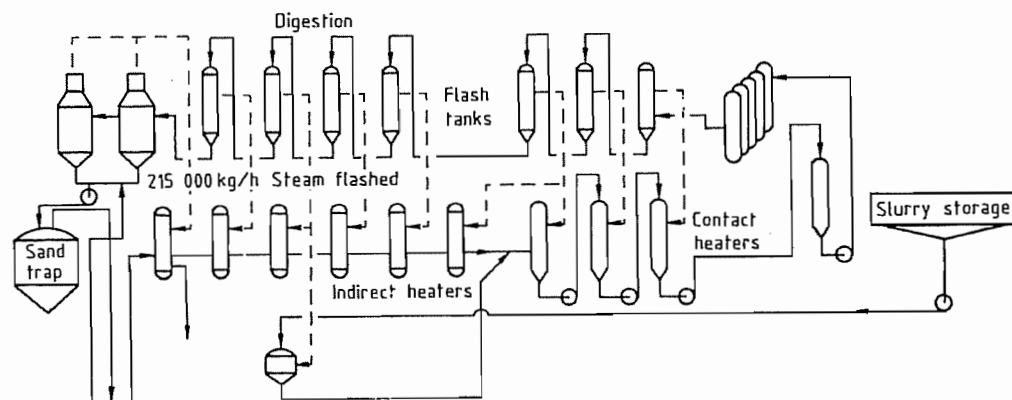 Digestion
Flash
tanks
215 000 kg/h Steam flashed
Contact
heaters
Slurry storage
Sand
trap
Indirect heaters